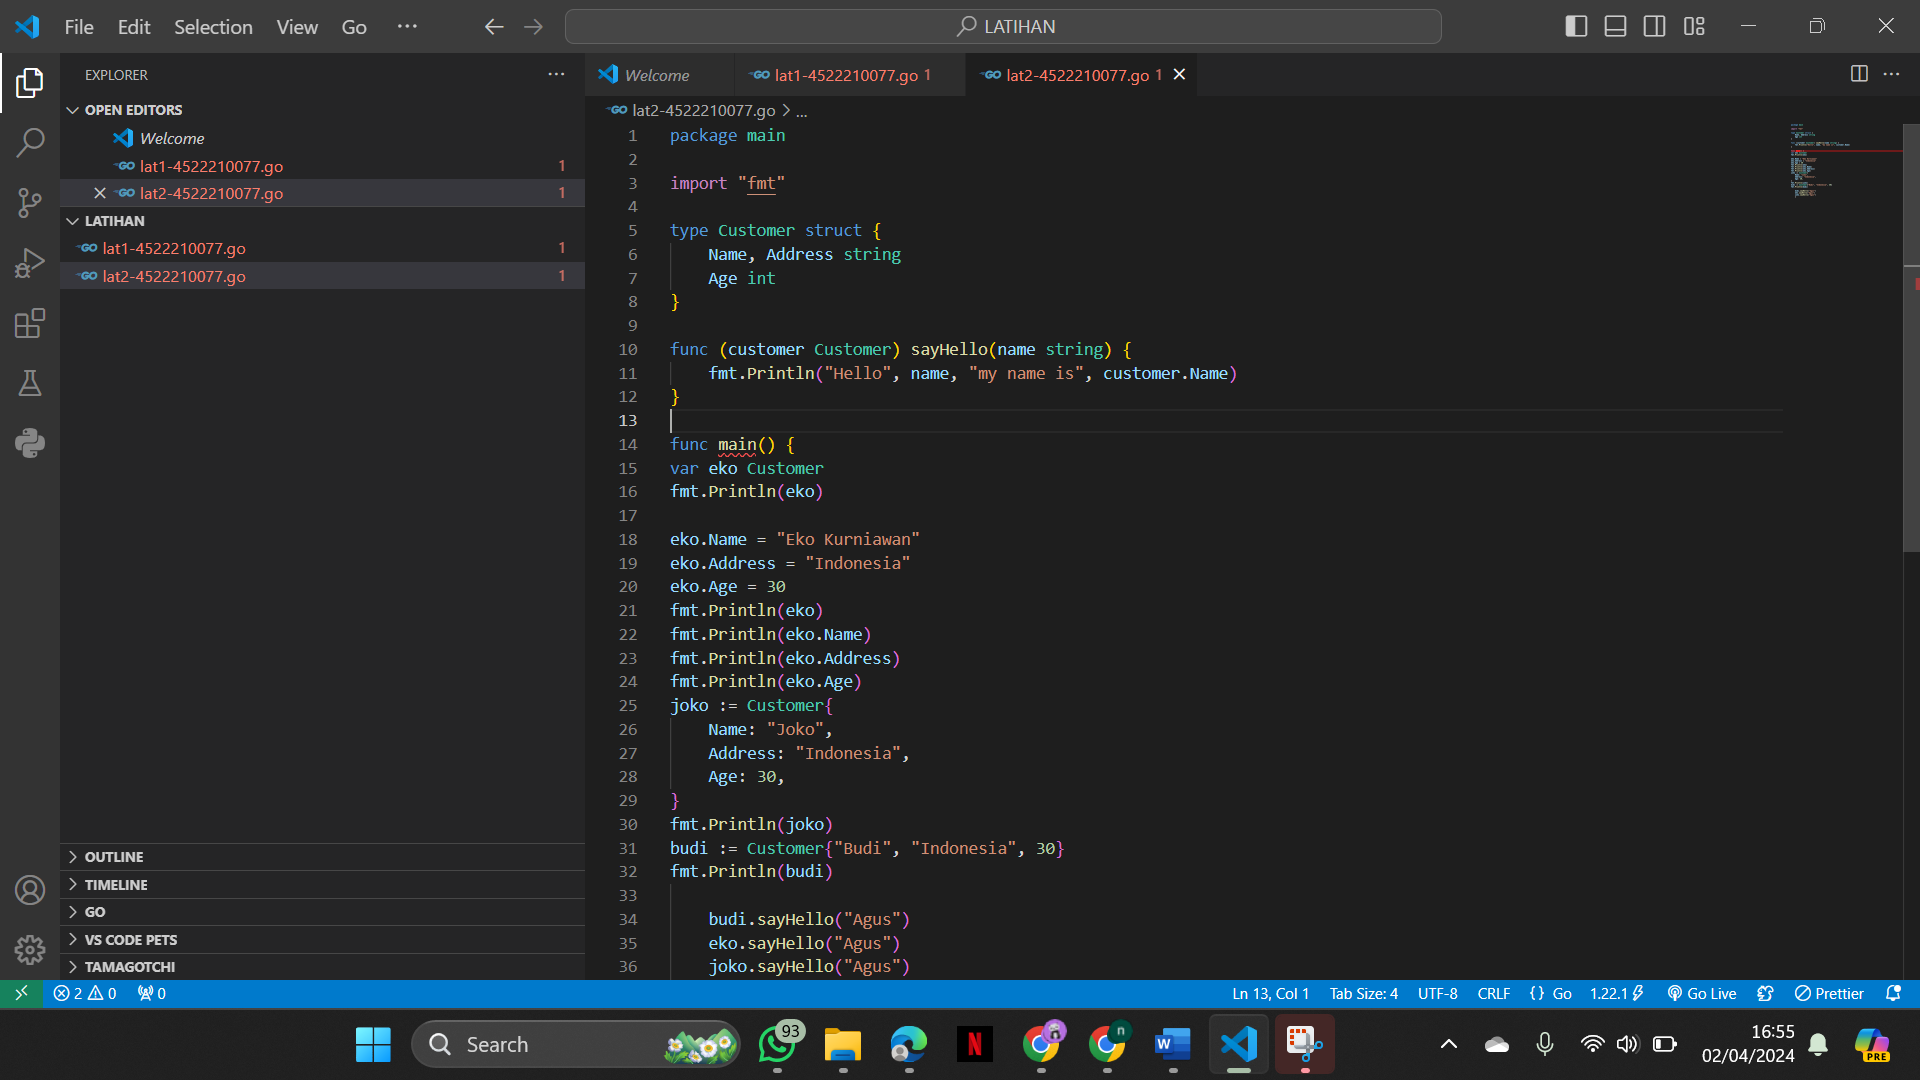 File Edit Selection View Go ···
LATIHAN
EXPLORER
OPEN EDITORS
Welcome
lat1-4522210077.go 1
lat2-4522210077.go 1
LATIHAN
lat1-4522210077.go 1
lat2-4522210077.go 1
OUTLINE
TIMELINE
GO
VS CODE PETS
TAMAGOTCHI
Welcome
lat1-4522210077.go 1
lat2-4522210077.go 1
lat2-4522210077.go > ...
1 package main
2
3 import "fmt"
4
5 type Customer struct {
6 Name, Address string
7 Age int
8 }
9
10 func (customer Customer) sayHello(name string) {
11 fmt.Println("Hello", name, "my name is", customer.Name)
12 }
13
14 func main() {
15 var eko Customer
16 fmt.Println(eko)
17
18 eko.Name = "Eko Kurniawan"
19 eko.Address = "Indonesia"
20 eko.Age = 30
21 fmt.Println(eko)
22 fmt.Println(eko.Name)
23 fmt.Println(eko.Address)
24 fmt.Println(eko.Age)
25 joko := Customer{
26 Name: "Joko",
27 Address: "Indonesia",
28 Age: 30,
29 }
30 fmt.Println(joko)
31 budi := Customer{"Budi", "Indonesia", 30}
32 fmt.Println(budi)
33
34 budi.sayHello("Agus")
35 eko.sayHello("Agus")
36 joko.sayHello("Agus")
2 0 0
Ln 13, Col 1 Tab Size: 4 UTF-8 CRLF {} Go 1.22.1 Go Live Prettier
Search
93
n
W
N
16:55
02/04/2024
PRE